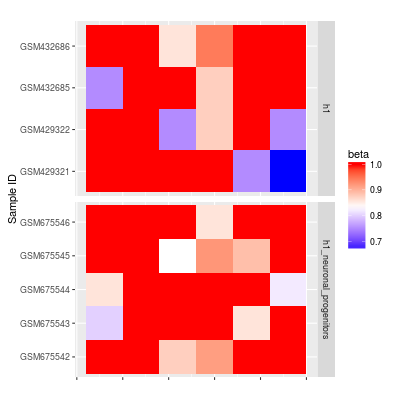 GSM432686
GSM432685
GSM429322
GSM429321
h1
GSM675546
GSM675545
GSM675544
GSM675543
GSM675542
h1_neuronal_progenitors
Sample ID
beta
1.0
0.9
0.8
0.7